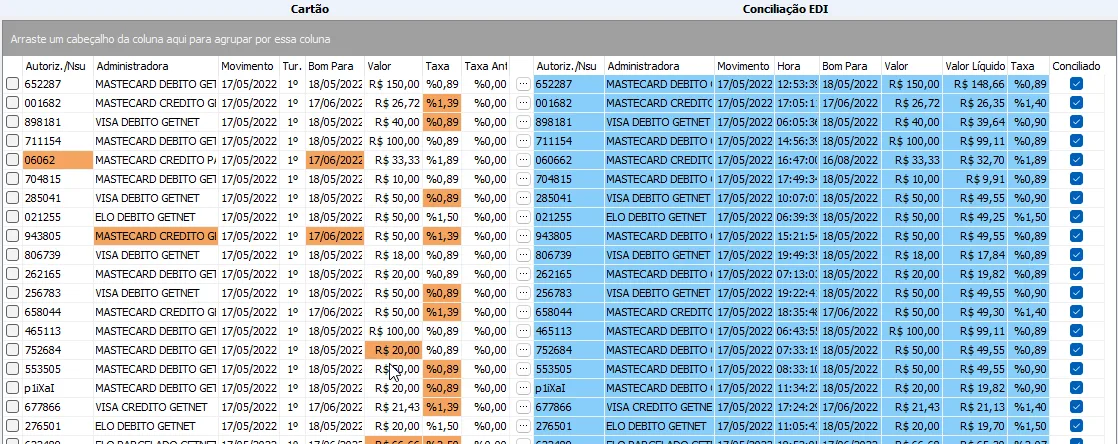 Cartão Conciliação EDI
Arraste um cabeçalho da coluna aqui para agrupar por essa coluna
Autoriz./Nsu Administradora Movimento Tur. Bom Para Valor Taxa Taxa Ant Autoriz./Nsu Administradora Movimento Hora Bom Para Valor Valor Líquido Taxa Conciliado
652287 MASTECARD DEBITO GET 17/05/2022 1º 18/05/2022 R$ 150,00 %0,89 %0,00 652287 MASTECARD DEBITO 17/05/2022 12:53:39 18/05/2022 R$ 150,00 R$ 148,66 %0,89
001682 MASTECARD CREDITO GI 17/05/2022 1º 17/06/2022 R$ 26,72 %1,39 %0,00 001682 MASTECARD CREDITO 17/05/2022 17:05:1 17/06/2022 R$ 26,72 R$ 26,35 %1,40
898181 VISA DEBITO GETNET 17/05/2022 1º 18/05/2022 R$ 40,00 %0,89 %0,00 898181 VISA DEBITO GETNET 17/05/2022 06:05:36 18/05/2022 R$ 40,00 R$ 39,64 %0,90
711154 MASTECARD DEBITO GET 17/05/2022 1º 18/05/2022 R$ 100,00 %0,89 %0,00 711154 MASTECARD DEBITO 17/05/2022 14:56:39 18/05/2022 R$ 100,00 R$ 99,11 %0,89
06062 MASTECARD CREDITO PA 17/05/2022 1º 17/06/2022 R$ 33,33 %1,89 %0,00 060662 MASTECARD CREDITO 17/05/2022 16:47:00 16/08/2022 R$ 33,33 R$ 32,70 %1,89
704815 MASTECARD DEBITO GET 17/05/2022 1º 18/05/2022 R$ 10,00 %0,89 %0,00 704815 MASTECARD DEBITO 17/05/2022 17:49:34 18/05/2022 R$ 10,00 R$ 9,91 %0,89
285041 VISA DEBITO GETNET 17/05/2022 1º 18/05/2022 R$ 50,00 %0,89 %0,00 285041 VISA DEBITO GETNET 17/05/2022 10:07:07 18/05/2022 R$ 50,00 R$ 49,55 %0,90
021255 ELO DEBITO GETNET 17/05/2022 1º 18/05/2022 R$ 50,00 %1,50 %0,00 021255 ELO DEBITO GETNET 17/05/2022 06:39:39 18/05/2022 R$ 50,00 R$ 49,25 %1,50
943805 MASTECARD CREDITO GI 17/05/2022 1º 17/06/2022 R$ 50,00 %1,39 %0,00 943805 MASTECARD DEBITO 17/05/2022 15:21:54 18/05/2022 R$ 50,00 R$ 49,55 %0,89
806739 VISA DEBITO GETNET 17/05/2022 1º 18/05/2022 R$ 18,00 %0,89 %0,00 806739 VISA DEBITO GETNET 17/05/2022 19:49:35 18/05/2022 R$ 18,00 R$ 17,84 %0,89
262165 MASTECARD DEBITO GET 17/05/2022 1º 18/05/2022 R$ 20,00 %0,89 %0,00 262165 MASTECARD DEBITO 17/05/2022 07:13:02 18/05/2022 R$ 20,00 R$ 19,82 %0,89
256783 VISA DEBITO GETNET 17/05/2022 1º 18/05/2022 R$ 50,00 %0,89 %0,00 256783 VISA DEBITO GETNET 17/05/2022 19:22:4 18/05/2022 R$ 50,00 R$ 49,55 %0,90
658044 MASTECARD CREDITO GI 17/05/2022 1º 17/06/2022 R$ 50,00 %1,39 %0,00 658044 MASTECARD CREDITO 17/05/2022 18:35:48 17/06/2022 R$ 50,00 R$ 49,30 %1,40
465113 MASTECARD DEBITO GET 17/05/2022 1º 18/05/2022 R$ 100,00 %0,89 %0,00 465113 MASTECARD DEBITO 17/05/2022 06:43:55 18/05/2022 R$ 100,00 R$ 99,11 %0,89
752684 MASTECARD DEBITO GET 17/05/2022 1º 18/05/2022 R$ 20,00 %0,89 %0,00 752684 MASTECARD DEBITO 17/05/2022 07:33:19 18/05/2022 R$ 50,00 R$ 49,55 %0,89
553505 MASTECARD DEBITO GET 17/05/2022 1º 18/05/2022 %0,89 %0,00 553505 MASTECARD DEBITO 17/05/2022 08:33:10 18/05/2022 R$ 50,00 R$ 49,55 %0,90
p1iXaI MASTECARD DEBITO GET 17/05/2022 1º 18/05/2022 R$ 20,00 %0,89 %0,00 p1iXaI MASTECARD DEBITO 17/05/2022 11:34:22 18/05/2022 R$ 20,00 R$ 19,82 %0,90
677866 VISA CREDITO GETNET 17/05/2022 1º 17/06/2022 R$ 21,43 %1,39 %0,00 677866 VISA CREDITO GETNET 17/05/2022 17:24:29 17/06/2022 R$ 21,43 R$ 21,13 %1,40
276501 ELO DEBITO GETNET 17/05/2022 1º 18/05/2022 R$ 20,00 %1,50 %0,00 276501 ELO DEBITO GETNET 17/05/2022 11:05:43 18/05/2022 R$ 20,00 R$ 19,70 %1,50